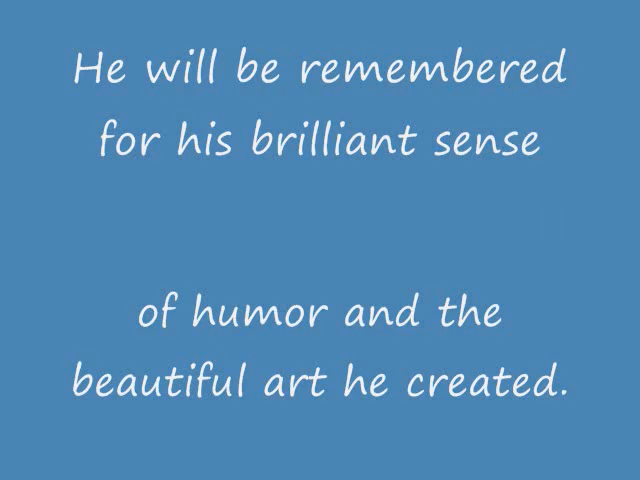 He will be remembered
for his brilliant sense
of humor and the
beautiful art he created.